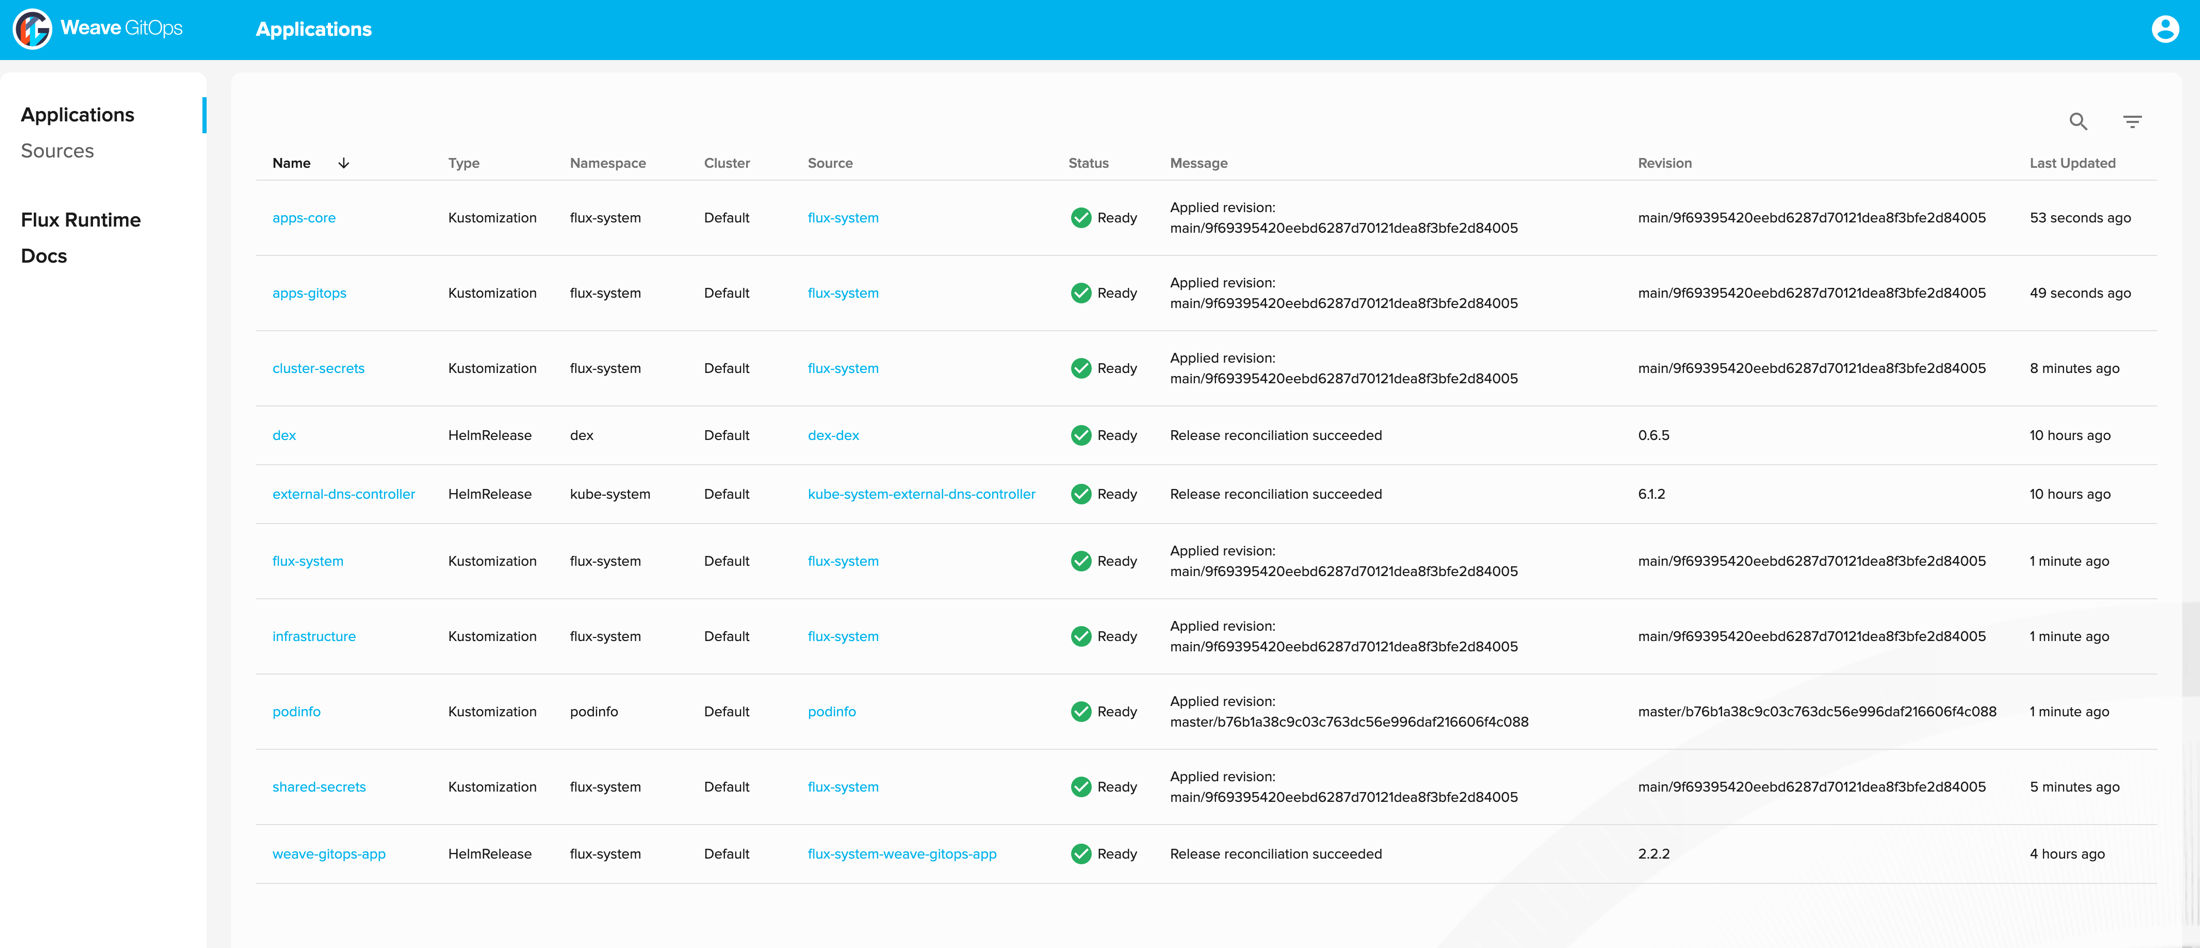 Weave GitOps
Applications
Applications
Sources
Flux Runtime
Docs
Name Type Namespace Cluster Source Status Message Revision Last Updated
apps-core Kustomization flux-system Default flux-system Ready Applied revision: main/9f69395420eebd6287d70121dea8f3bfe2d84005 main/9f69395420eebd6287d70121dea8f3bfe2d84005 53 seconds ago
apps-gitops Kustomization flux-system Default flux-system Ready Applied revision: main/9f69395420eebd6287d70121dea8f3bfe2d84005 main/9f69395420eebd6287d70121dea8f3bfe2d84005 49 seconds ago
cluster-secrets Kustomization flux-system Default flux-system Ready Applied revision: main/9f69395420eebd6287d70121dea8f3bfe2d84005 main/9f69395420eebd6287d70121dea8f3bfe2d84005 8 minutes ago
dex HelmRelease dex Default dex-dex Ready Release reconciliation succeeded 0.6.5 10 hours ago
external-dns-controller HelmRelease kube-system Default kube-system-external-dns-controller Ready Release reconciliation succeeded 6.1.2 10 hours ago
flux-system Kustomization flux-system Default flux-system Ready Applied revision: main/9f69395420eebd6287d70121dea8f3bfe2d84005 main/9f69395420eebd6287d70121dea8f3bfe2d84005 1 minute ago
infrastructure Kustomization flux-system Default flux-system Ready Applied revision: main/9f69395420eebd6287d70121dea8f3bfe2d84005 main/9f69395420eebd6287d70121dea8f3bfe2d84005 1 minute ago
podinfo Kustomization podinfo Default podinfo Ready Applied revision: master/b76b1a38c9c03c763dc56e996daf216606f4c088 master/b76b1a38c9c03c763dc56e996daf216606f4c088 1 minute ago
shared-secrets Kustomization flux-system Default flux-system Ready Applied revision: main/9f69395420eebd6287d70121dea8f3bfe2d84005 main/9f69395420eebd6287d70121dea8f3bfe2d84005 5 minutes ago
weave-gitops-app HelmRelease flux-system Default flux-system-weave-gitops-app Ready Release reconciliation succeeded 2.2.2 4 hours ago